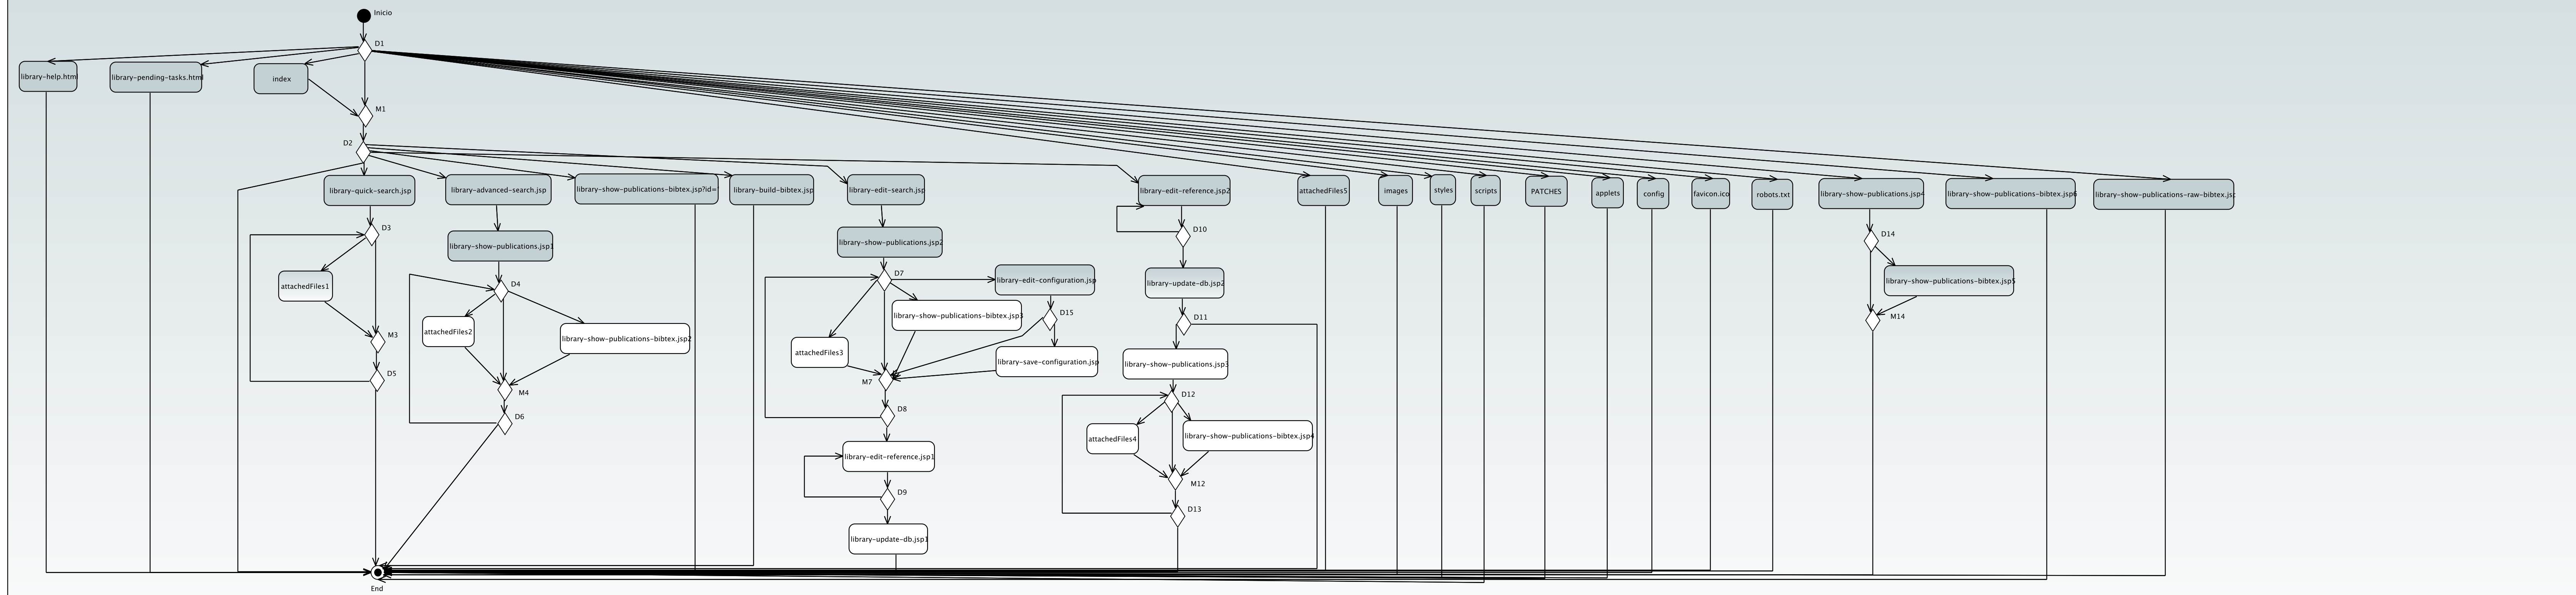 Inicio
D1
library-help.html
library-pending-tasks.html
index
M1
D2
library-quick-search.jsp
library-advanced-search.jsp
library-show-publications-bibtex.jsp?id='
library-build-bibtex.jsp
library-edit-search.jsp
library-edit-reference.jsp2
attachedFiles5
images
styles
scripts
PATCHES
applets
config
favicon.ico
robots.txt
library-show-publications.jsp4
library-show-publications-bibtex.jsp6
library-show-publications-raw-bibtex.jsc
D3
library-show-publications.jsp1
library-show-publications.jsp2
D10
D14
D7
attachedFiles1
D4
library-edit-configuration.jsp
library-update-db.jsp2
library-show-publications-bibtex.jsp5
library-show-publications-bibtex.jsp3
D15
D11
M14
M3
attachedFiles2
library-show-publications-bibtex.jsp2
attachedFiles3
library-save-configuration.jsp
library-show-publications.jsp3
D5
M4
M7
D12
D6
D8
attachedFiles4
library-show-publications-bibtex.jsp4
library-edit-reference.jsp1
M12
D9
D13
library-update-db.jsp1
End